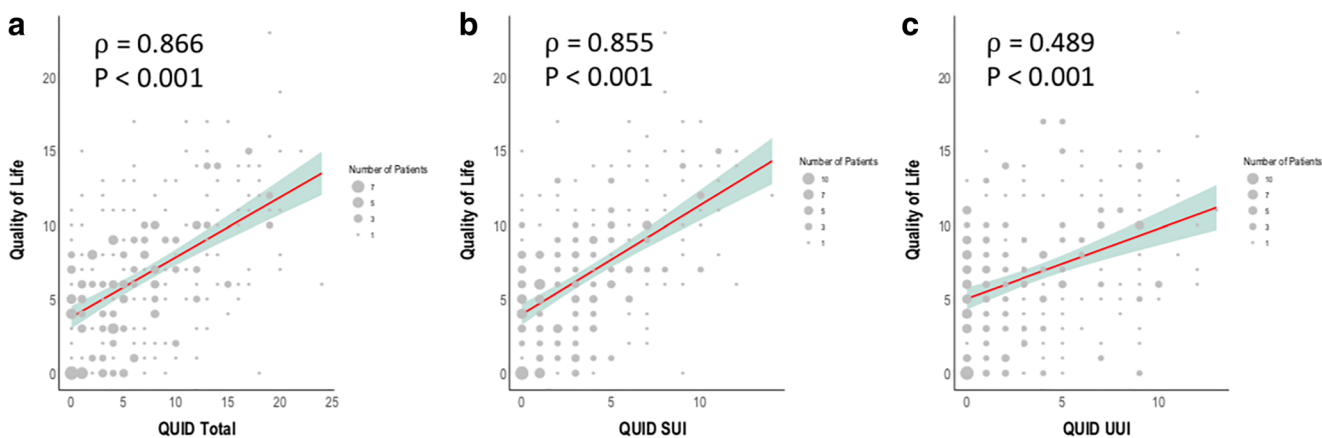 a
ρ = 0.866
P < 0.001
Quality of Life
20
15
10
5
0
0 5 10 15 20 25
QUID Total
Number of Patients
7
5
3
1
b
ρ = 0.855
P < 0.001
Quality of Life
20
15
10
5
0
0 5 10
QUID SUI
Number of Patients
10
7
5
3
1
c
ρ = 0.489
P < 0.001
Quality of Life
20
15
10
5
0
0 5 10
QUID UUI
Number of Patients
10
7
5
3
1